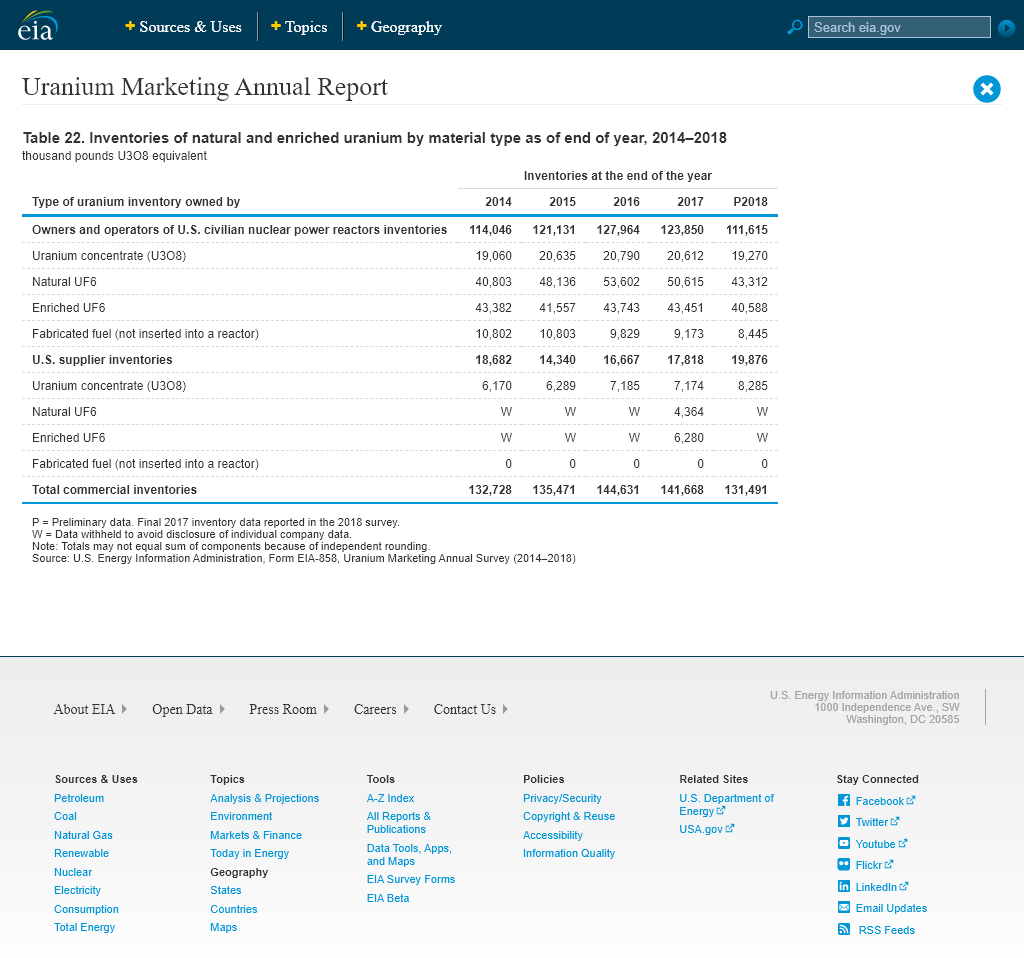 eia
Sources & Uses
Topics
Geography
Search eia.gov
Uranium Marketing Annual Report
Table 22. Inventories of natural and enriched uranium by material type as of end of year, 2014–2018
thousand pounds U3O8 equivalent
Inventories at the end of the year
Type of uranium inventory owned by 2014 2015 2016 2017 P2018
Owners and operators of U.S. civilian nuclear power reactors inventories 114,046 121,131 127,964 123,850 111,615
Uranium concentrate (U3O8) 19,060 20,635 20,790 20,612 19,270
Natural UF6 40,803 48,136 53,602 50,615 43,312
Enriched UF6 43,382 41,557 43,743 43,451 40,588
Fabricated fuel (not inserted into a reactor) 10,802 10,803 9,829 9,173 8,445
U.S. supplier inventories 18,682 14,340 16,667 17,818 19,876
Uranium concentrate (U3O8) 6,170 6,289 7,185 7,174 8,285
Natural UF6 W W W 4,364 W
Enriched UF6 W W W 6,280 W
Fabricated fuel (not inserted into a reactor) 0 0 0 0 0
Total commercial inventories 132,728 135,471 144,631 141,668 131,491
P = Preliminary data. Final 2017 inventory data reported in the 2018 survey.
W = Data withheld to avoid disclosure of individual company data.
Note: Totals may not equal sum of components because of independent rounding.
Source: U.S. Energy Information Administration, Form EIA-858, Uranium Marketing Annual Survey (2014–2018)
About EIA
Open Data
Press Room
Careers
Contact Us
U.S. Energy Information Administration
1000 Independence Ave., SW
Washington, DC 20585
Sources & Uses
Petroleum
Coal
Natural Gas
Renewable
Nuclear
Electricity
Consumption
Total Energy
Topics
Analysis & Projections
Environment
Markets & Finance
Today in Energy
Geography
States
Countries
Maps
Tools
A-Z Index
All Reports &
Publications
Data Tools, Apps,
and Maps
EIA Survey Forms
EIA Beta
Policies
Privacy/Security
Copyright & Reuse
Accessibility
Information Quality
Related Sites
U.S. Department of
Energy
USA.gov
Stay Connected
Facebook
Twitter
Youtube
Flickr
LinkedIn
Email Updates
RSS Feeds